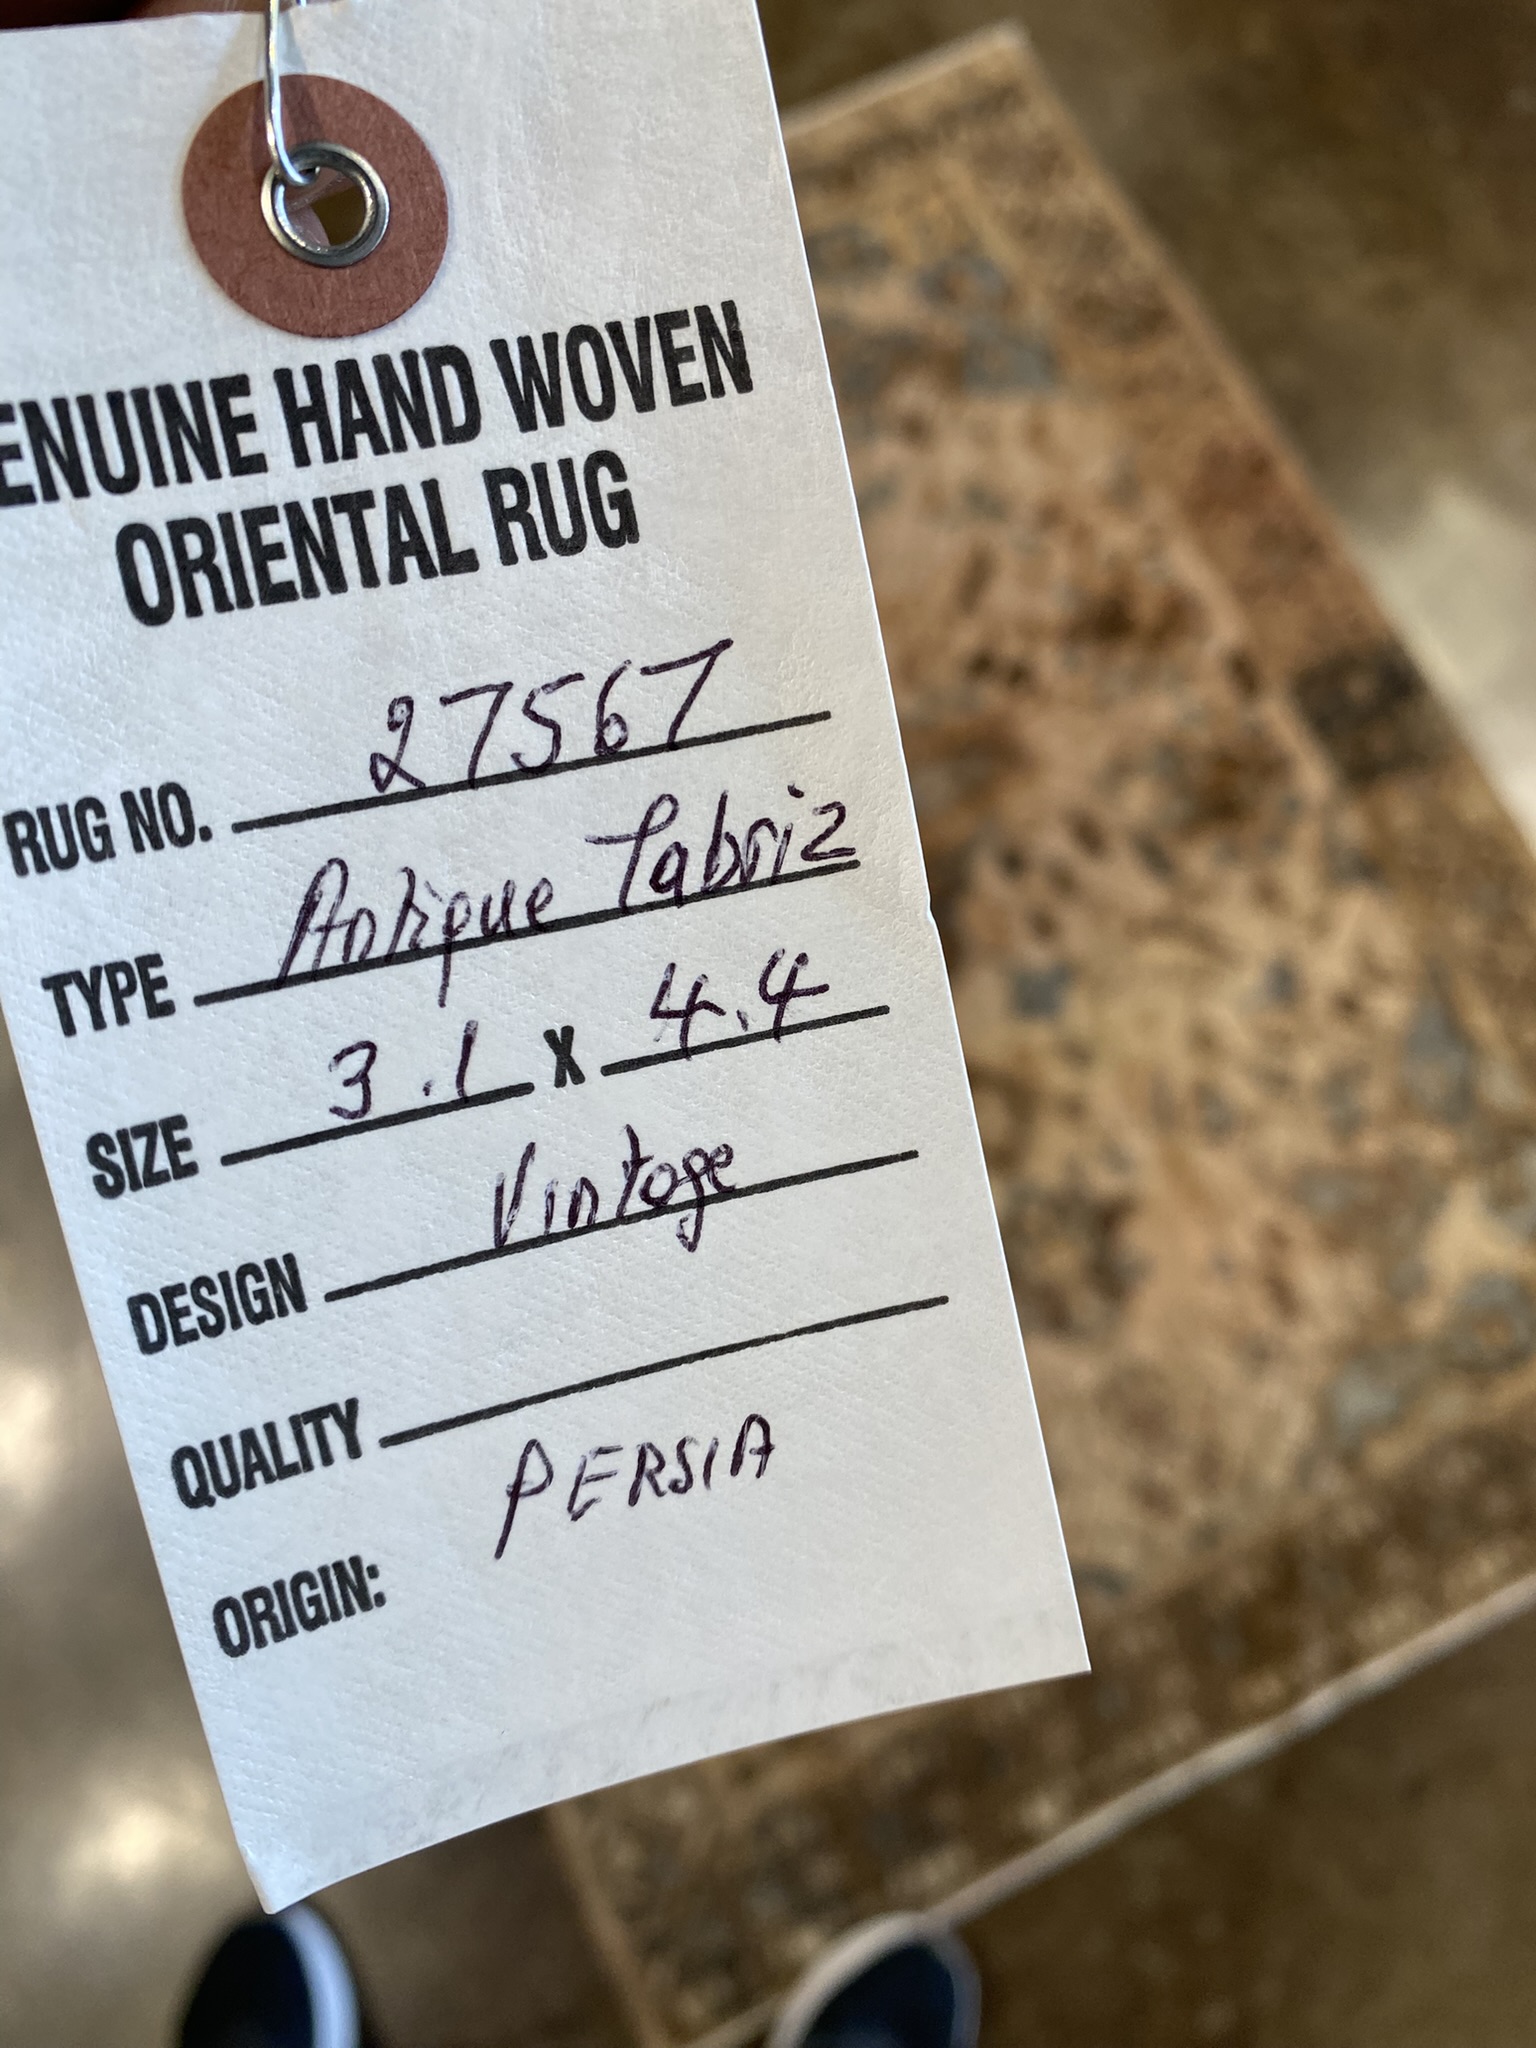 ENUINE HAND WOVEN
ORIENTAL RUG
RUG NO. 27567
TYPE Antique Tabriz
SIZE 3.1 X 4.4
DESIGN Vintage
QUALITY
ORIGIN: PERSIA